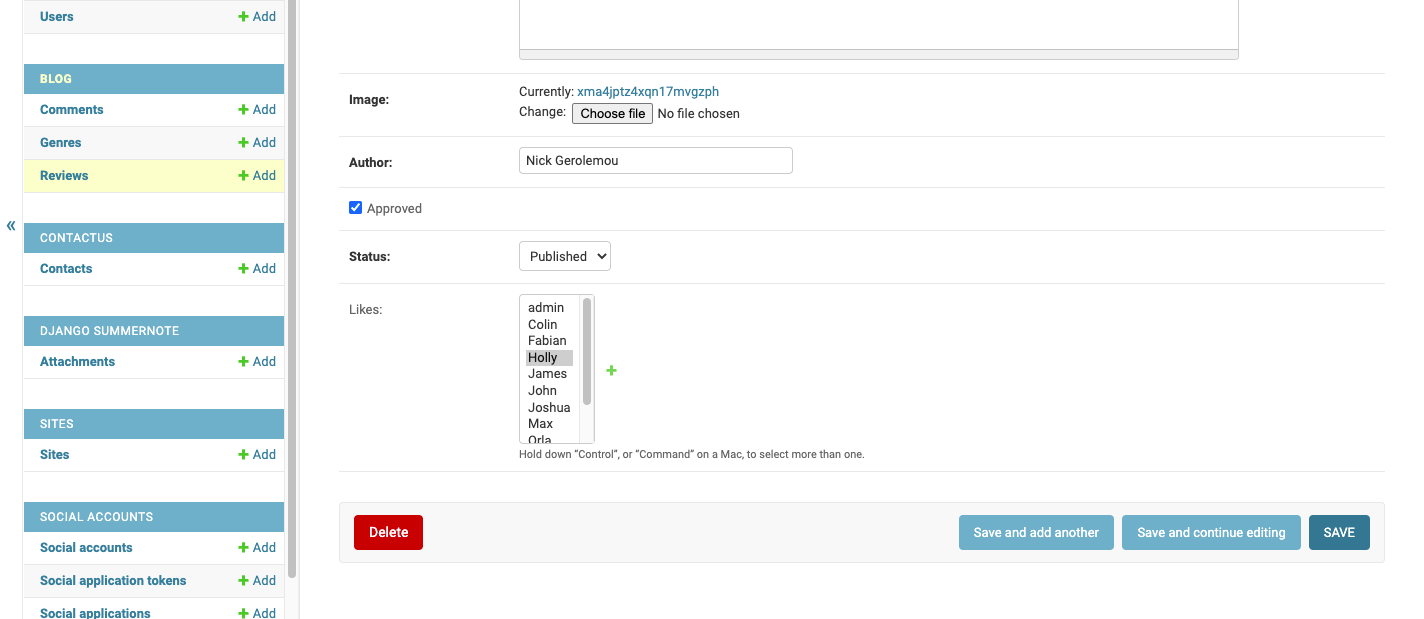 Users
Add
BLOG
Comments
Add
Genres
Add
Reviews
Add
«
CONTACTUS
Contacts
Add
DJANGO SUMMERNOTE
Attachments
Add
SITES
Sites
Add
SOCIAL ACCOUNTS
Social accounts
Add
Social application tokens
Add
Social applications
Add
Image:
Currently: xma4jptz4xqn17mvgzph
Change: Choose file No file chosen
Author:
Nick Gerolemou
Approved
Status:
Published
Likes:
admin
Colin
Fabian
Holly
James
John
Joshua
Max
Orla
Hold down “Control”, or “Command” on a Mac, to select more than one.
Delete
Save and add another
Save and continue editing
SAVE